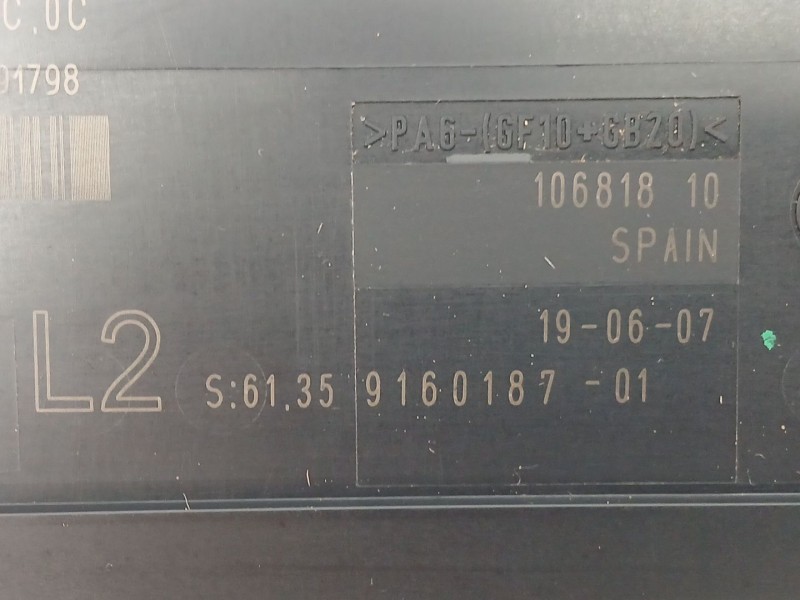 C.0C
91798
>PA6-(GF10+GB20)<
106818 10
SPAIN
19-06-07
L2
S:61.35 9160187-01